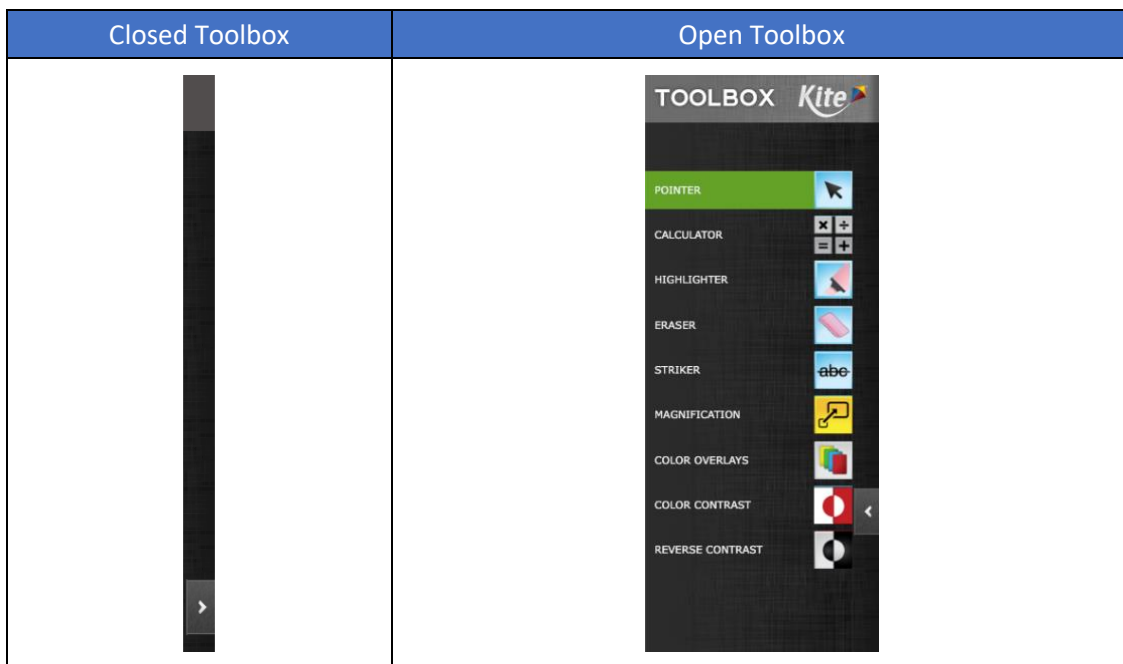 Closed Toolbox
Open Toolbox
TOOLBOX Kite
POINTER
CALCULATOR
HIGHLIGHTER
ERASER
STRIKER
abc
MAGNIFICATION
COLOR OVERLAYS
COLOR CONTRAST
REVERSE CONTRAST